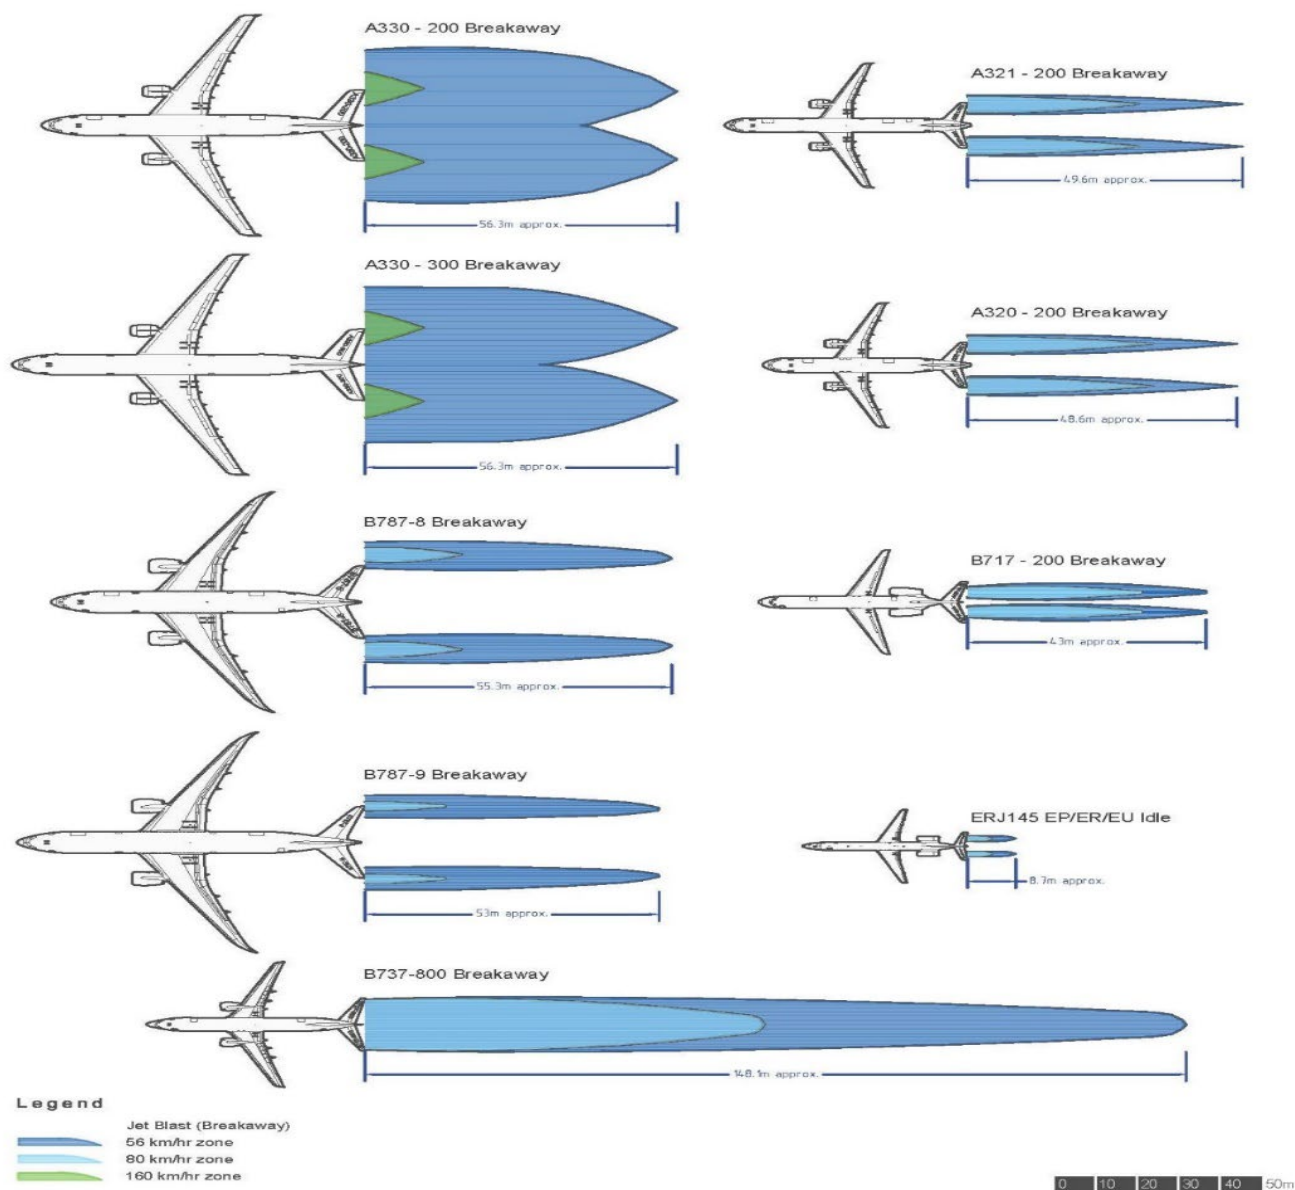 A330 - 200 Breakaway
56.3m approx.
A321 - 200 Breakaway
49.6m approx.
A330 - 300 Breakaway
56.3m approx.
A320 - 200 Breakaway
48.6m approx.
B787-8 Breakaway
55.3m approx.
B717 - 200 Breakaway
43m approx.
B787-9 Breakaway
53m approx.
ERJ145 EP/ER/EU Idle
8.7m approx.
B737-800 Breakaway
148.1m approx.
Legend
Jet Blast (Breakaway)
56 km/hr zone
80 km/hr zone
160 km/hr zone
0 10 20 30 40 50m